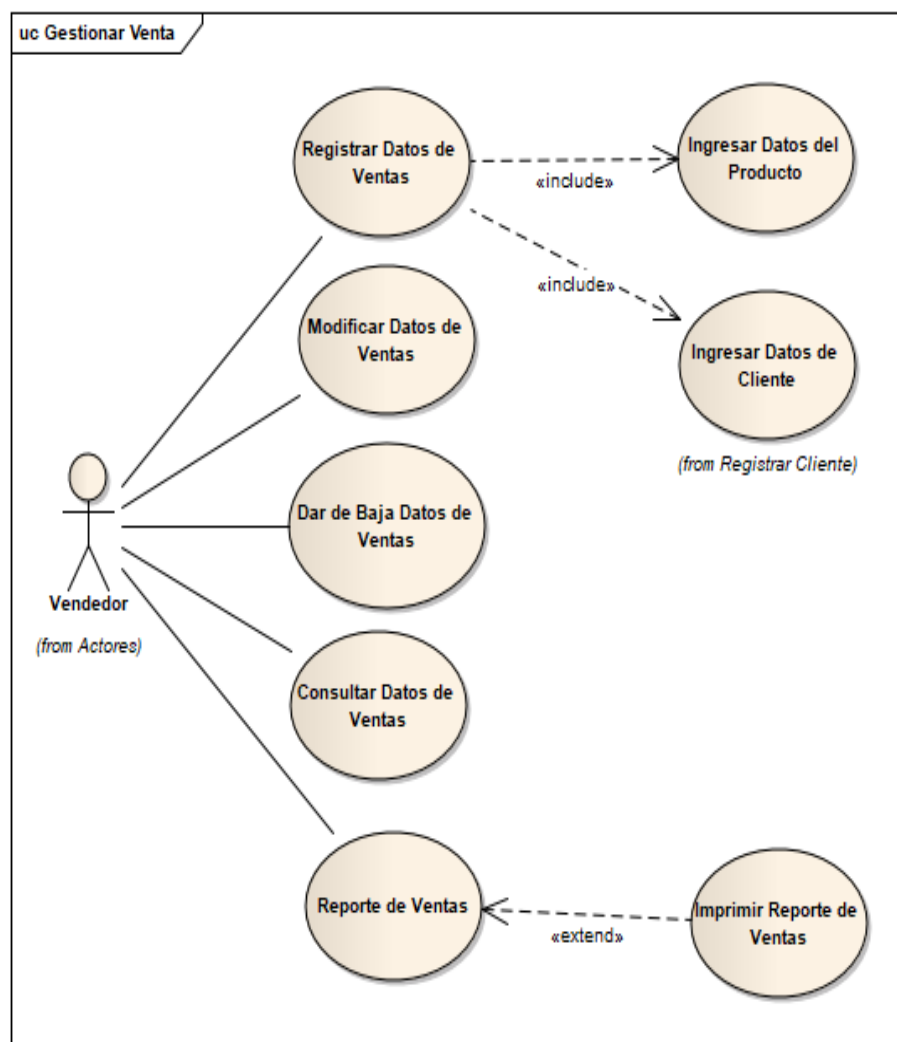 uc Gestionar Venta
Registrar Datos de
Ventas
«include»
Ingresar Datos del
Producto
«include»
Modificar Datos de
Ventas
Ingresar Datos de
Cliente
(from Registrar Cliente)
Dar de Baja Datos de
Ventas
Vendedor
(from Actores)
Consultar Datos de
Ventas
Reporte de Ventas
«extend»
Imprimir Reporte de
Ventas